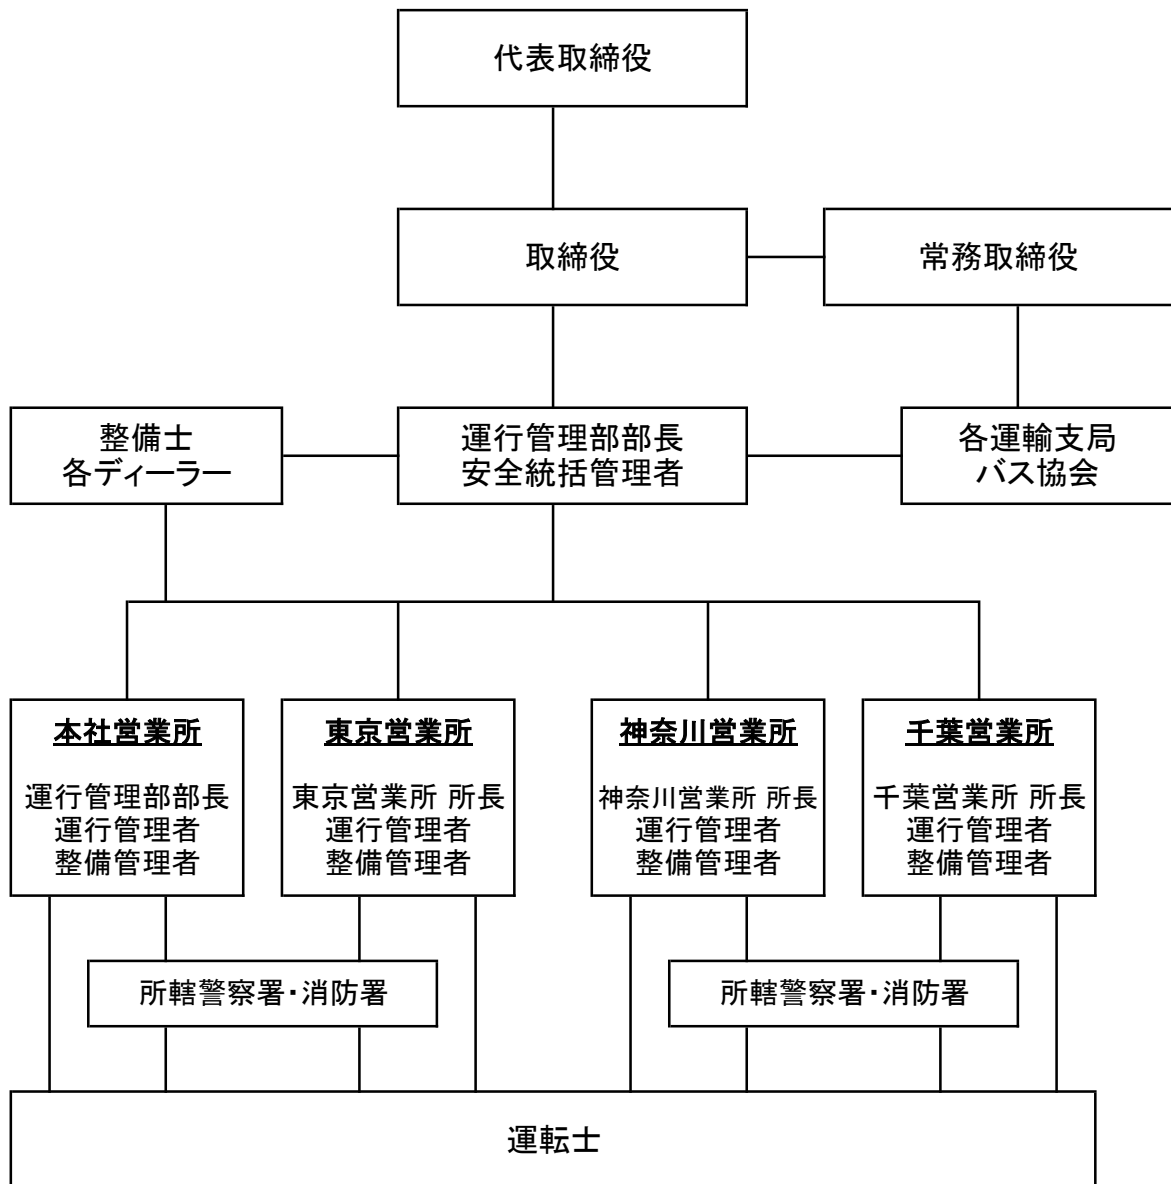 代表取締役
取締役
常務取締役
整備士
各ディーラー
運行管理部部長
安全統括管理者
各運輸支局
バス協会
本社営業所
運行管理部部長
運行管理者
整備管理者
東京営業所
東京営業所 所長
運行管理者
整備管理者
神奈川営業所
神奈川営業所 所長
運行管理者
整備管理者
千葉営業所
千葉営業所 所長
運行管理者
整備管理者
所轄警察署・消防署
所轄警察署・消防署
運転士